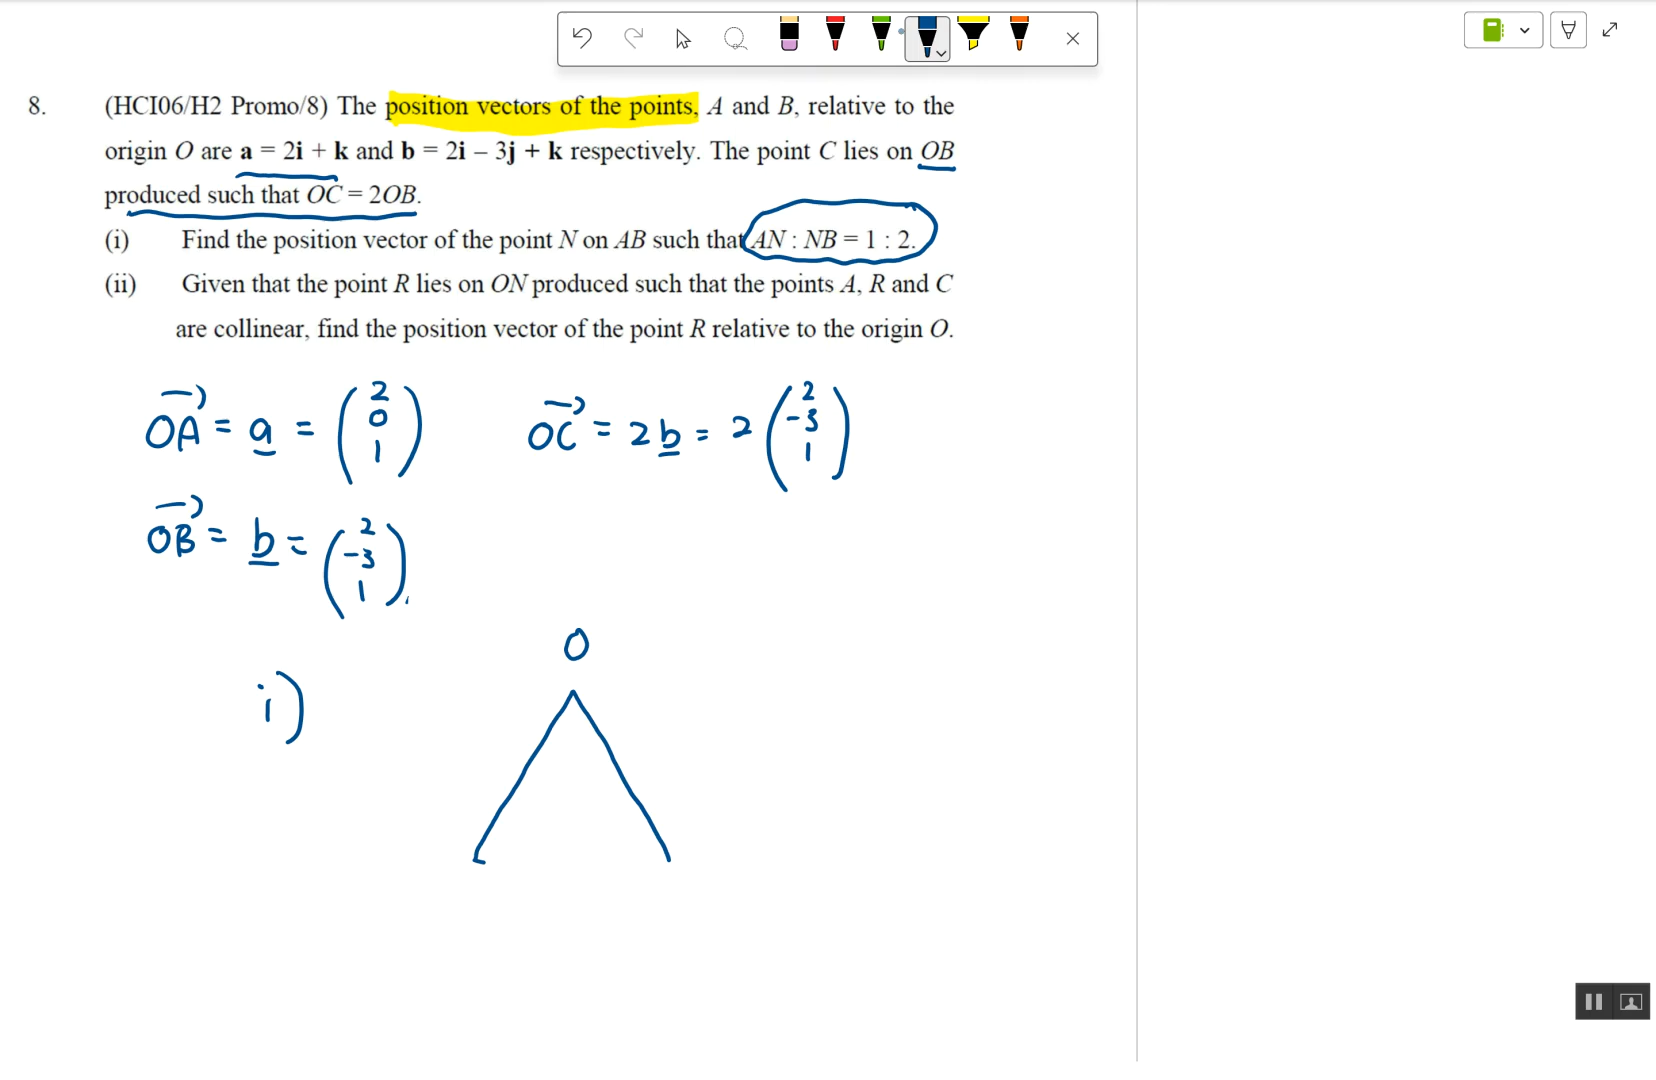 8. (HCI06/H2 Promo/8) The position vectors of the points, A and B, relative to the
origin O are a = 2i + k and b = 2i – 3j + k respectively. The point C lies on OB
produced such that OC = 2OB.
(i) Find the position vector of the point N on AB such that AN : NB = 1 : 2.
(ii) Given that the point R lies on ON produced such that the points A, R and C
are collinear, find the position vector of the point R relative to the origin O.
OA = a = (2 0 1) OC = 2b = 2 (2 -3 1)
OB = b = (2 -3 1)
O
i)